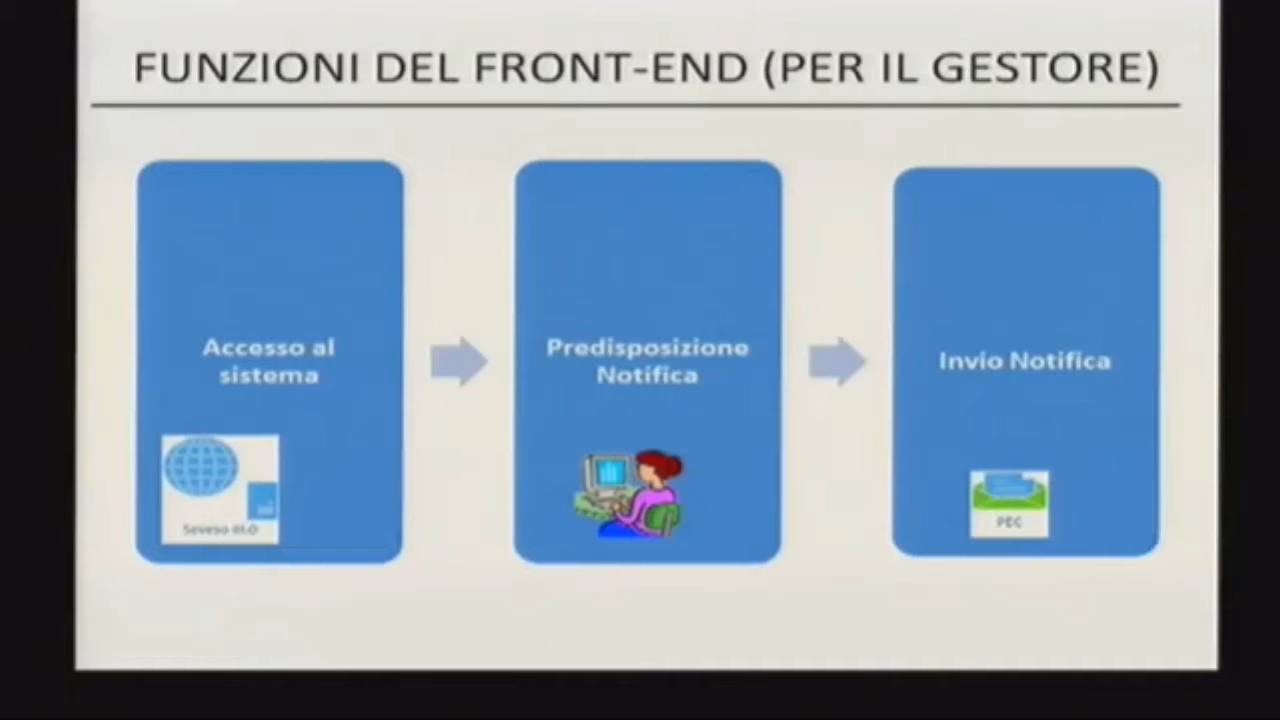 FUNZIONI DEL FRONT-END (PER IL GESTORE)
Accesso al
sistema
Predisposizione
Notifica
Invio Notifica
Seveso III.0
PEC